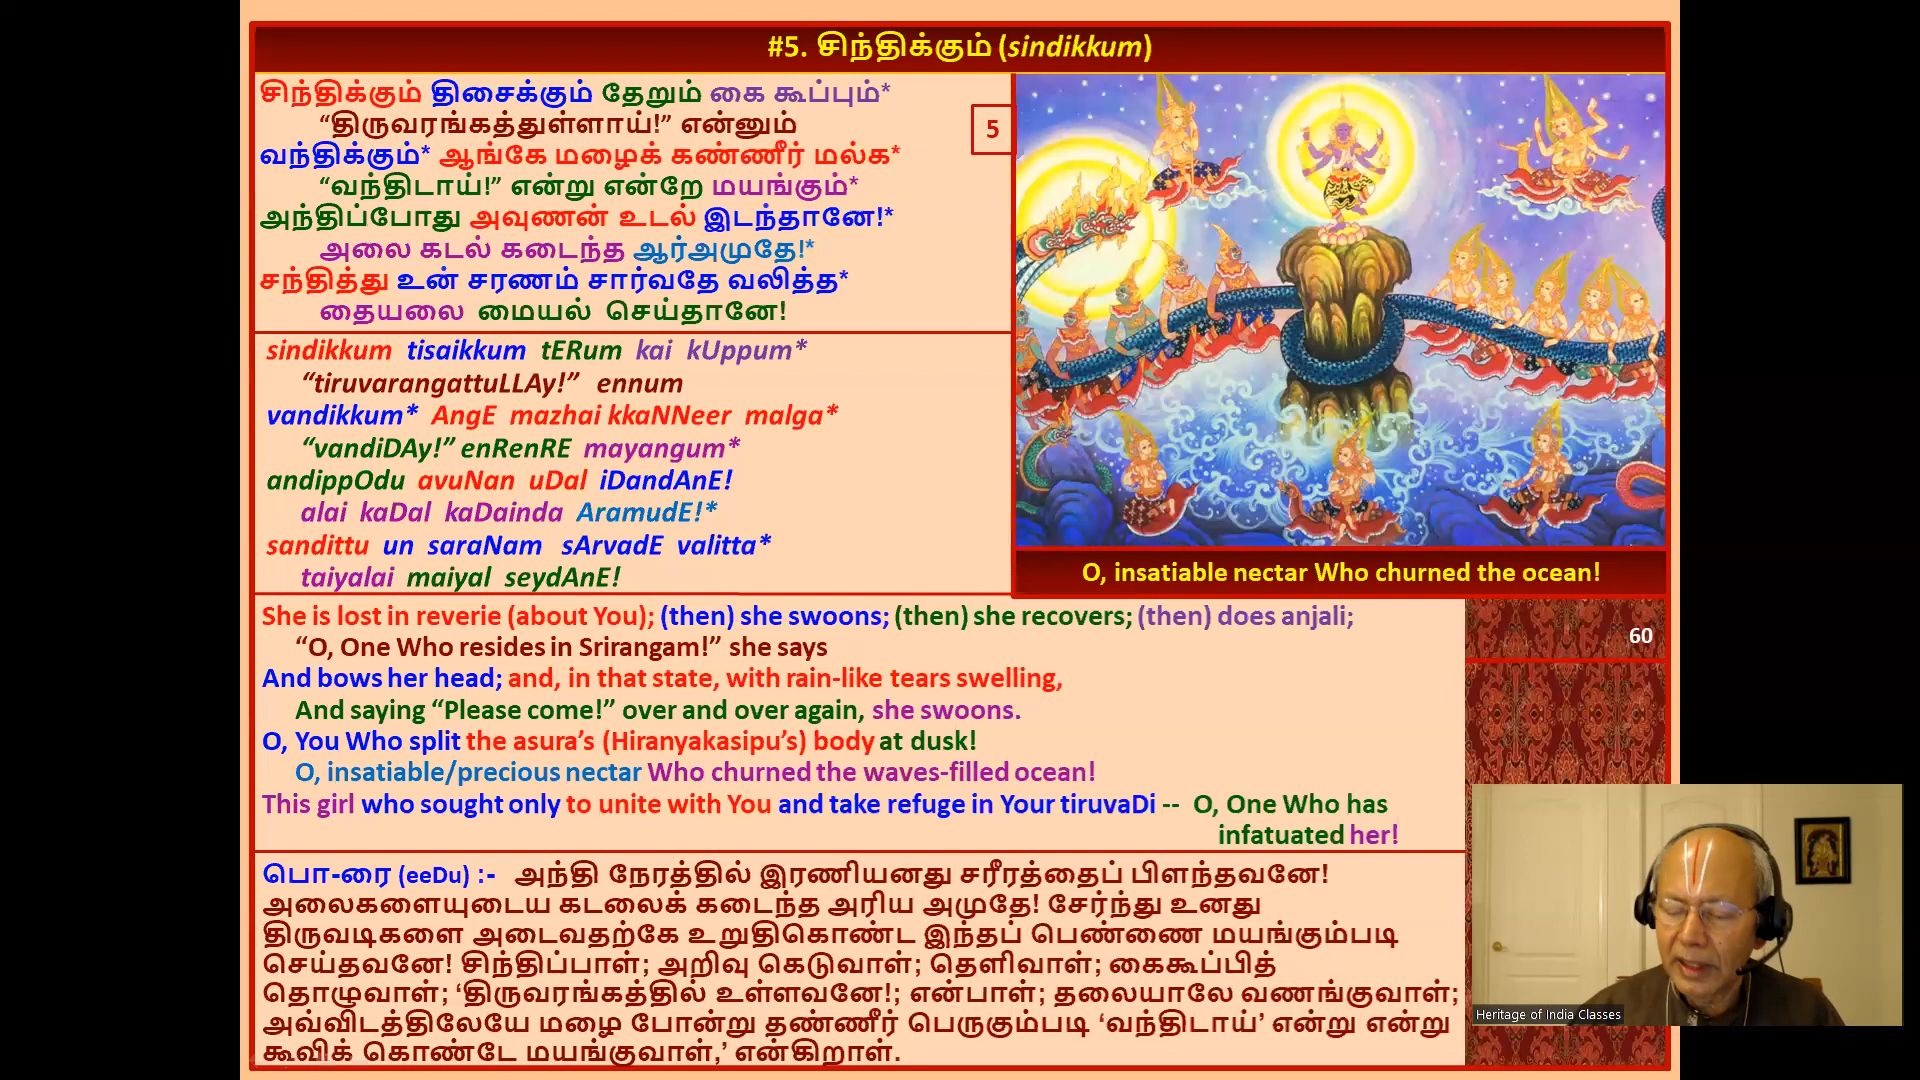 #5. சிந்திக்கும் (sindikkum)
சிந்திக்கும் திசைக்கும் தேறும் கை கூப்பும்*
“திருவரங்கத்துள்ளாய்!” என்னும்
வந்திக்கும்* ஆங்கே மழைக் கண்ணீர் மல்க*
“வந்திடாய்!” என்று என்றே மயங்கும்*
அந்திப்போது அவுணன் உடல் இடந்தானே!*
அலை கடல் கடைந்த ஆர்அமுதே!*
சந்தித்து உன் சரணம் சார்வதே வலித்த*
தையலை மையல் செய்தானே!
5
sindikkum tisaikkum tERum kai kUppum*
“tiruvarangattuLLAy!” ennum
vandikkum* AngE mazhai kkaNNeer malga*
“vandiDAy!” enRenRE mayangum*
andippOdu avuNan uDal iDandAnE!
alai kaDal kaDainda AramudE!*
sandittu un saraNam sArvadE valitta*
taiyalai maiyal seydAnE!
O, insatiable nectar Who churned the ocean!
She is lost in reverie (about You); (then) she swoons; (then) she recovers; (then) does anjali;
“O, One Who resides in Srirangam!” she says
And bows her head; and, in that state, with rain-like tears swelling,
And saying “Please come!” over and over again, she swoons.
O, You Who split the asura’s (Hiranyakasipu’s) body at dusk!
O, insatiable/precious nectar Who churned the waves-filled ocean!
This girl who sought only to unite with You and take refuge in Your tiruvaDi -- O, One Who has
infatuated her!
60
பொ-ரை (eeDu) :- அந்தி நேரத்தில் இரணியனது சரீரத்தைப் பிளந்தவனே!
அலைகளையுடைய கடலைக் கடைந்த அரிய அமுதே! சேர்ந்து உனது
திருவடிகளை அடைவதற்கே உறுதிகொண்ட இந்தப் பெண்ணை மயங்கும்படி
செய்தவனே! சிந்திப்பாள்; அறிவு கெடுவாள்; தெளிவாள்; கைகூப்பித்
தொழுவாள்; ‘திருவரங்கத்தில் உள்ளவனே!; என்பாள்; தலையாலே வணங்குவாள்;
அவ்விடத்திலேயே மழை போன்று தண்ணீர் பெருகும்படி ‘வந்திடாய்’ என்று என்று
கூவிக் கொண்டே மயங்குவாள்,’ என்கிறாள்.
Heritage of India Classes